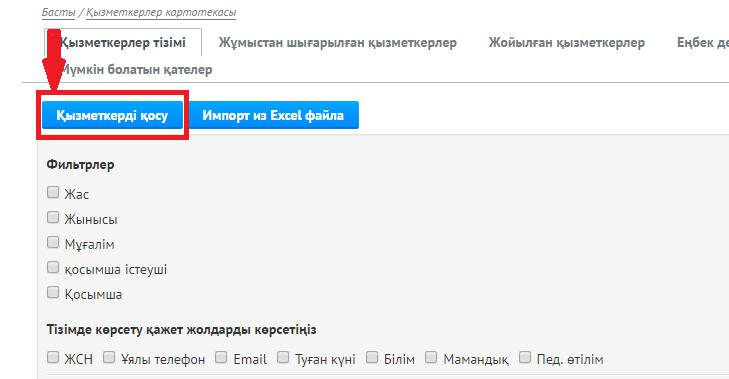 Басты / Қызметкерлер картотекасы
Қызметкерлер тізімі Жұмыстан шығарылған қызметкерлер Жойылған қызметкерлер Еңбек де
Мүмкін болатын қателер
Қызметкерді қосу Импорт из Excel файла
Фильтрлер
Жас
Жынысы
Мұғалім
қосымша істеуші
Қосымша
Тізімде көрсету қажет жолдарды көрсетіңіз
ЖСН Ұялы телефон Email Туған күні Білім Мамандық Пед. өтілім